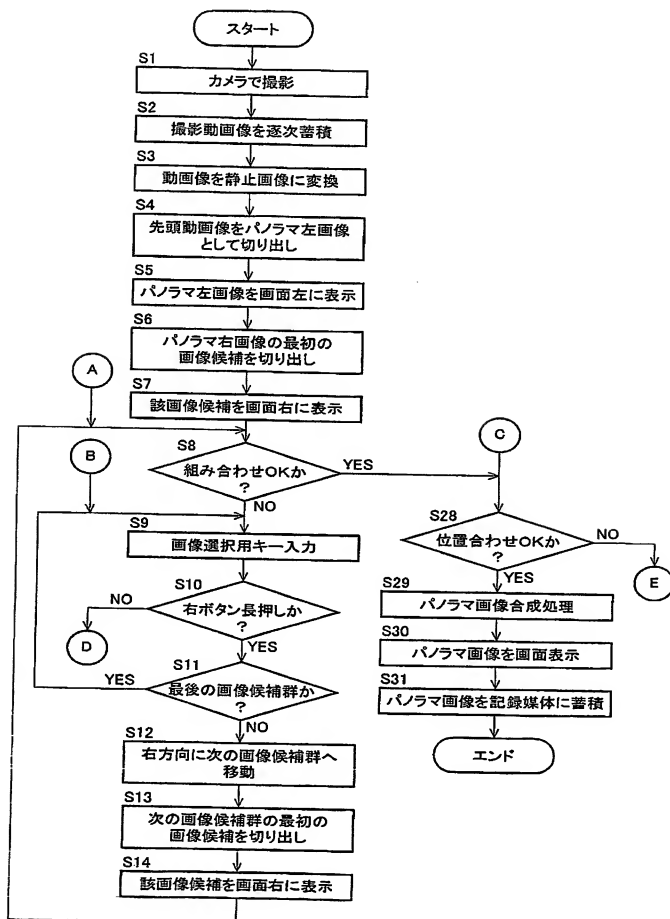 スタート
S1
カメラで撮影
S2
撮影動画像を逐次蓄積
S3
動画像を静止画像に変換
S4
先頭動画像をパノラマ左画像
として切り出し
S5
パノラマ左画像を画面左に表示
S6
パノラマ右画像の最初の
画像候補を切り出し
A
S7
該画像候補を画面右に表示
B
S8
組み合わせOKか
?
YES
NO
S9
画像選択用キー入力
S10
右ボタン長押しか
?
NO
D
YES
S11
最後の画像候補群か
?
YES
NO
S12
右方向に次の画像候補群へ
移動
S13
次の画像候補群の最初の
画像候補を切り出し
S14
該画像候補を画面右に表示
C
S28
位置合わせOKか
?
NO
E
YES
S29
パノラマ画像合成処理
S30
パノラマ画像を画面表示
S31
パノラマ画像を記録媒体に蓄積
エンド